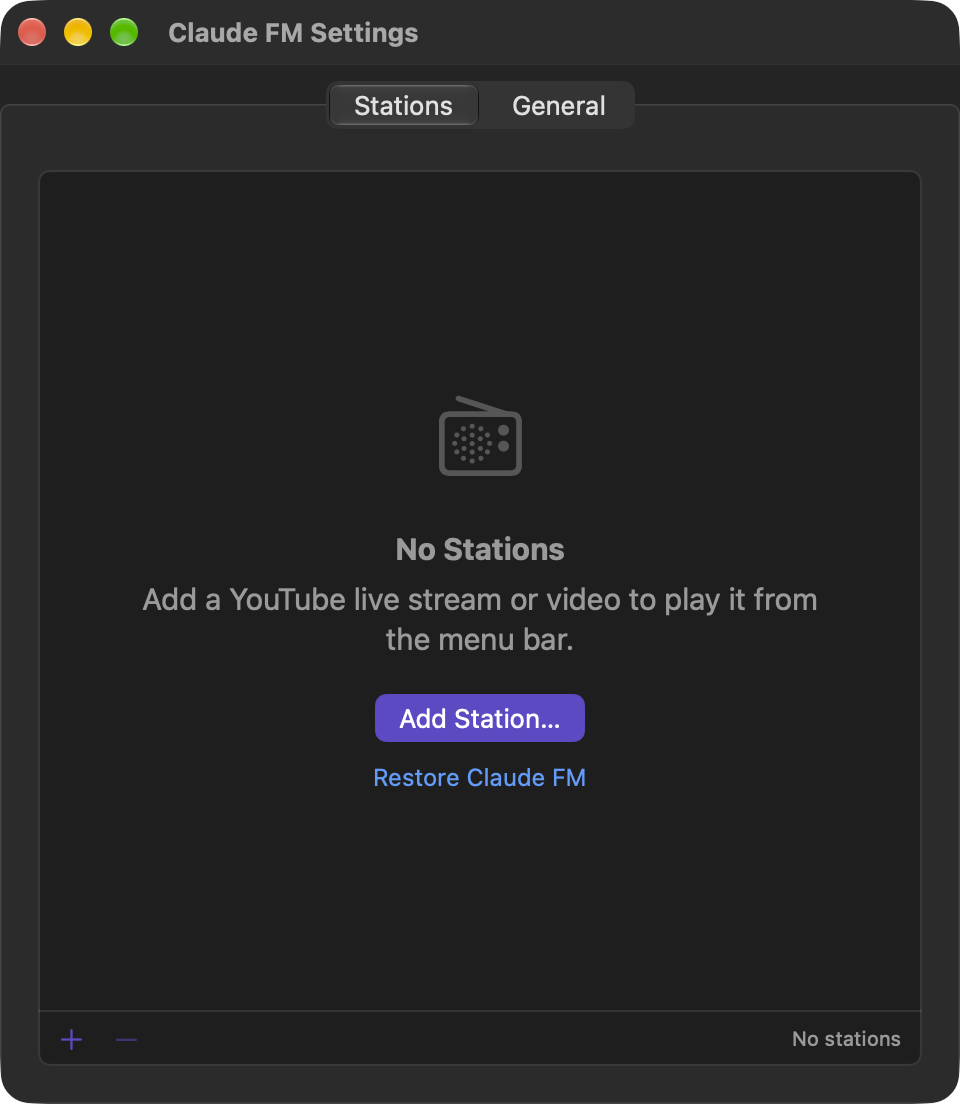 Claude FM Settings
Stations
General
No Stations
Add a YouTube live stream or video to play it from
the menu bar.
Add Station...
Restore Claude FM
No stations